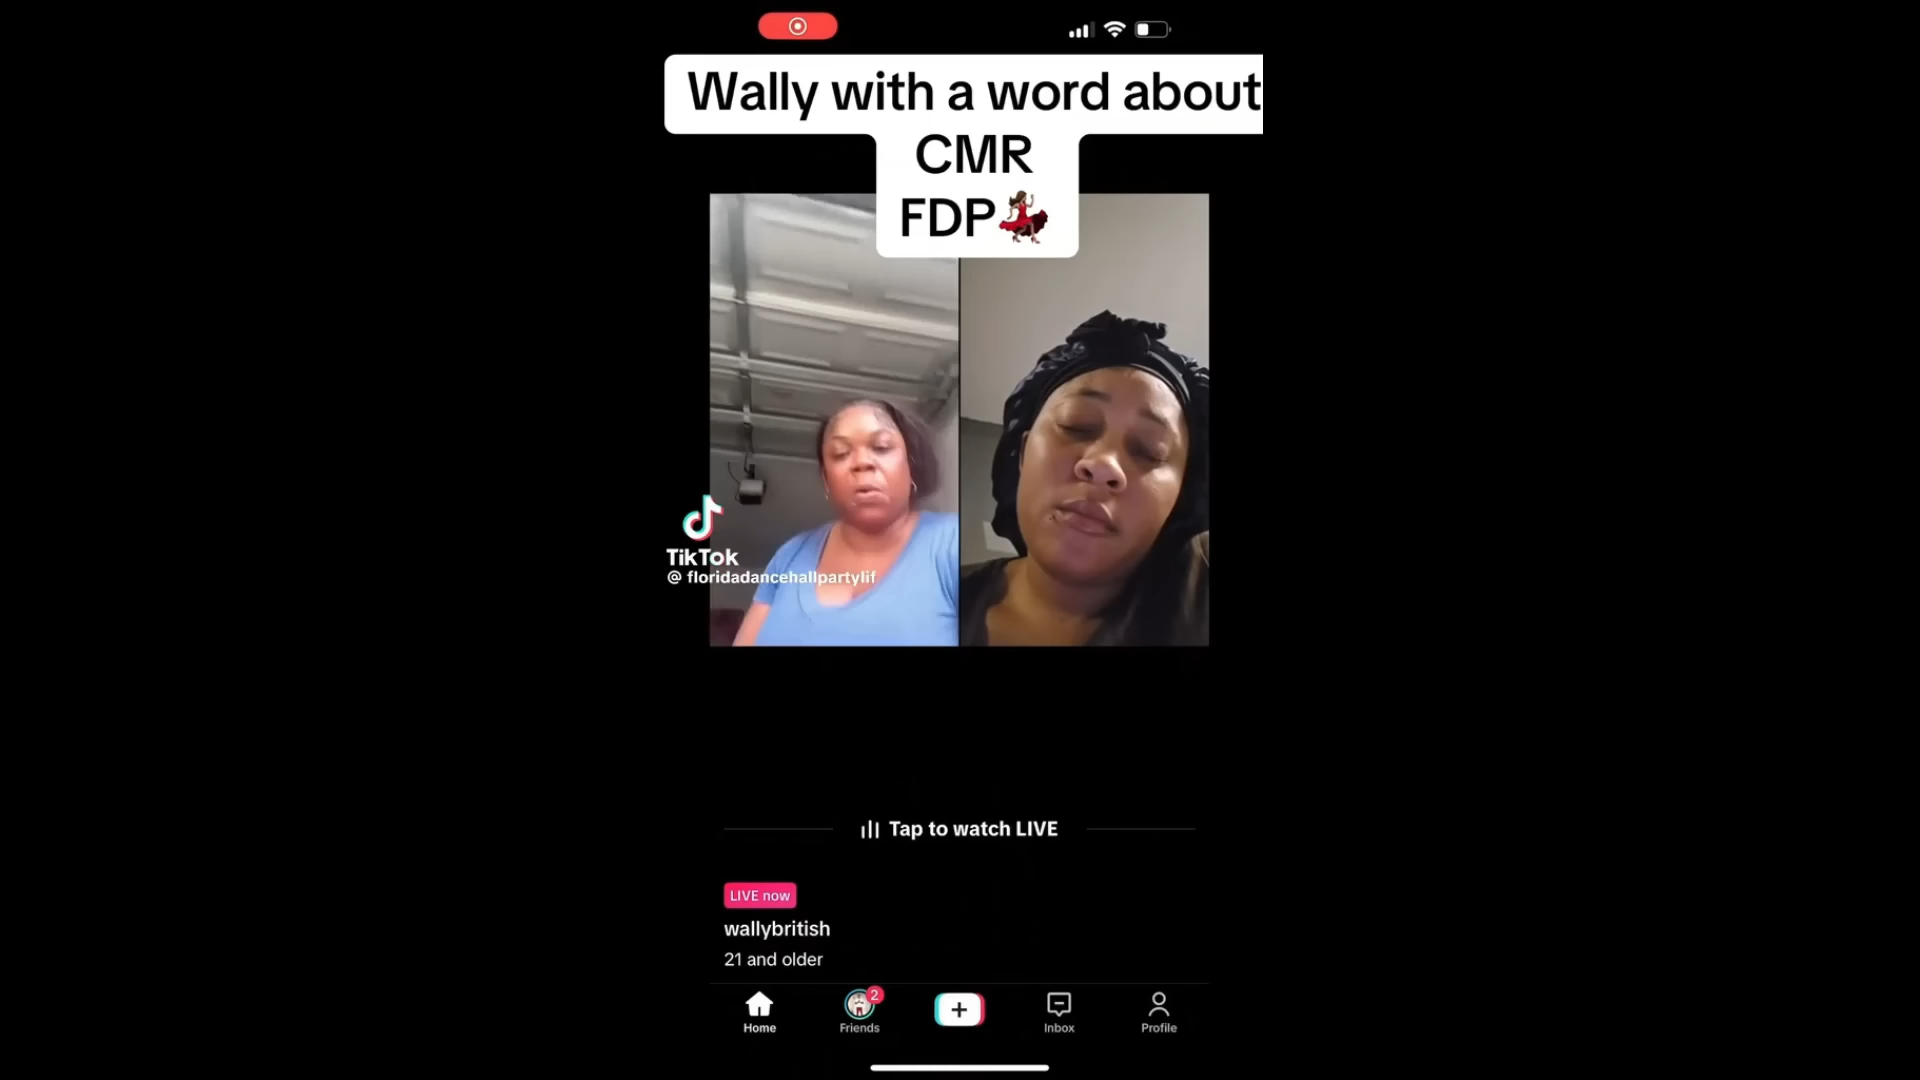 Wally with a word about
CMR
FDP
TikTok
@ floridadancehallpartylif
Tap to watch LIVE
LIVE now
wallybritish
21 and older
2
Home
Friends
Inbox
Profile